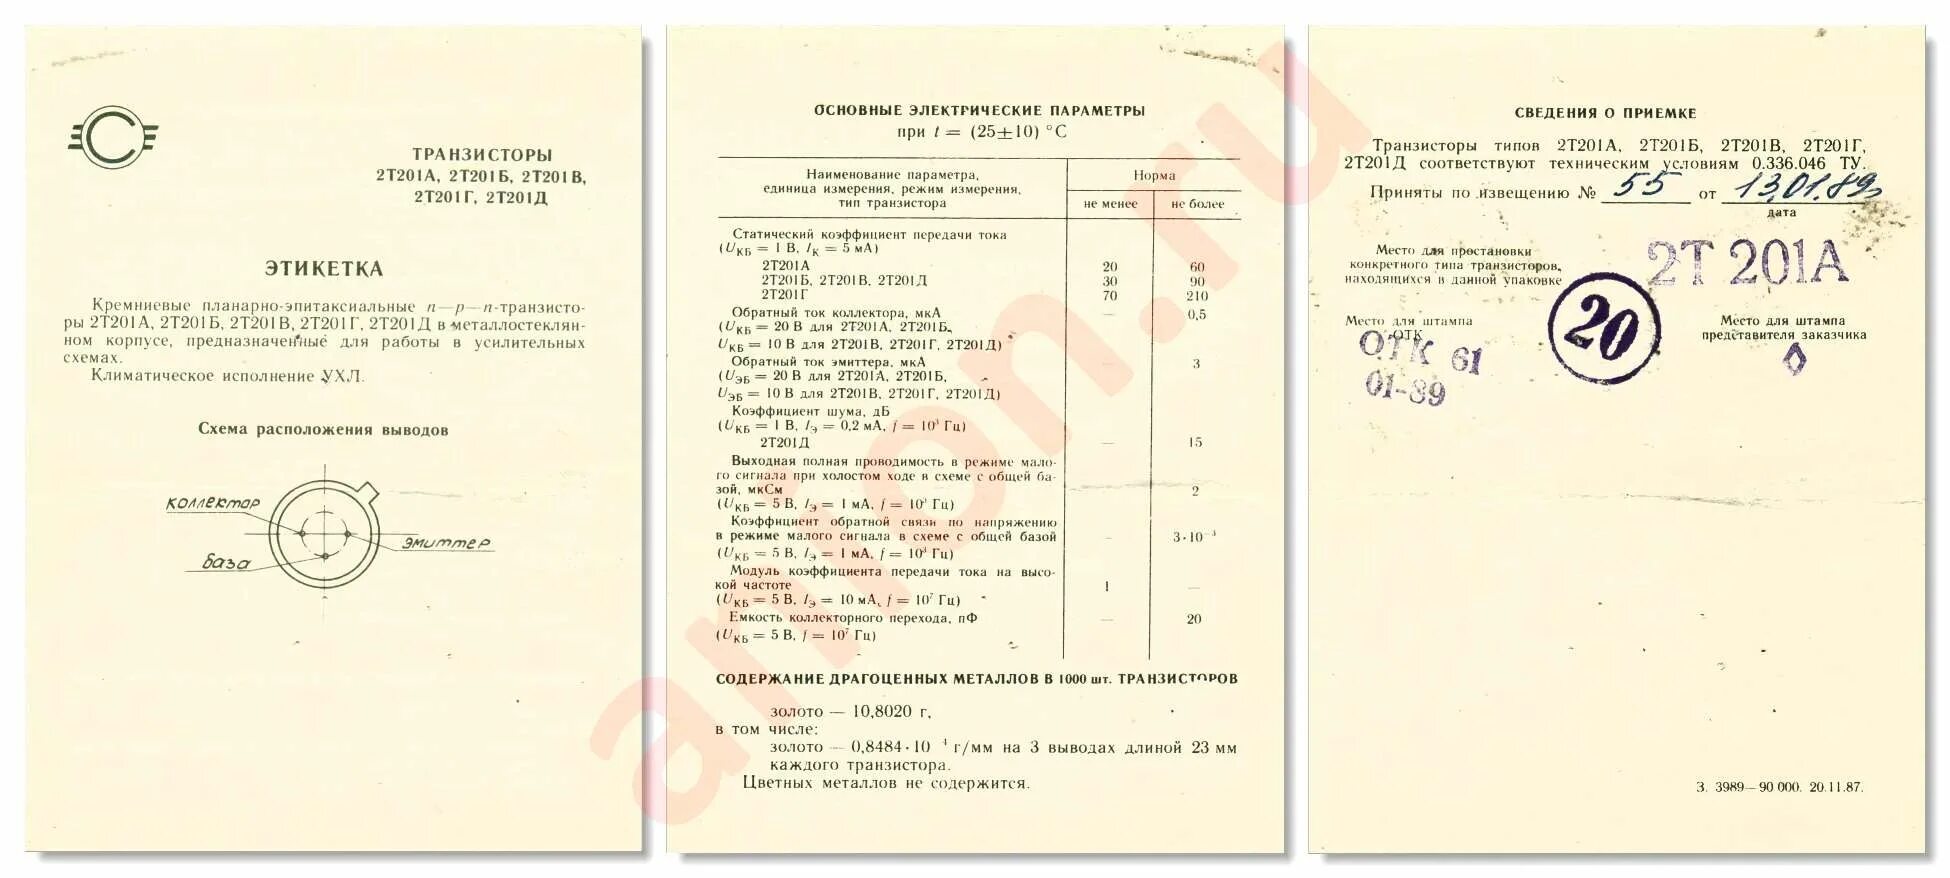 ТРАНЗИСТОРЫ
2Т201А, 2Т201Б, 2Т201В,
2Т201Г, 2Т201Д
ЭТИКЕТКА
Кремниевые планарно-эпитаксиальные n—p—n-транзисто-
ры 2Т201А, 2Т201Б, 2Т201В, 2Т201Г, 2Т201Д в металлостеклян-
ном корпусе, предназначенные для работы в усилительных
схемах.
Климатическое исполнение УХЛ.
Схема расположения выводов
коллектор
эмиттер
база
ОСНОВНЫЕ ЭЛЕКТРИЧЕСКИЕ ПАРАМЕТРЫ
при t = (25±10) °С
Наименование параметра,
единица измерения, режим измерения,
тип транзистора
Норма
не менее
не более
Статический коэффициент передачи тока
(UКБ = 1 В, IК = 5 мА)
2Т201А 20 60
2Т201Б, 2Т201В, 2Т201Д 30 90
2Т201Г 70 210
Обратный ток коллектора, мкА — 0,5
(UКБ = 20 В для 2Т201А, 2Т201Б,
UКБ = 10 В для 2Т201В, 2Т201Г, 2Т201Д)
Обратный ток эмиттера, мкА — 3
(UЭБ = 20 В для 2Т201А, 2Т201Б,
UЭБ = 10 В для 2Т201В, 2Т201Г, 2Т201Д)
Коэффициент шума, дБ
(UКБ = 1 В, IЭ = 0,2 мА, f = 10³ Гц)
2Т201Д — 15
Выходная полная проводимость в режиме мало-
го сигнала при холостом ходе в схеме с общей ба-
зой, мкСм — 2
(UКБ = 5 В, IЭ = 1 мА, f = 10³ Гц)
Коэффициент обратной связи по напряжению
в режиме малого сигнала в схеме с общей базой — 3·10⁻³
(UКБ = 5 В, IЭ = 1 мА, f = 10³ Гц)
Модуль коэффициента передачи тока на высо-
кой частоте 1 —
(UКБ = 5 В, IЭ = 10 мА, f = 10⁷ Гц)
Емкость коллекторного перехода, пФ — 20
(UКБ = 5 В, f = 10⁷ Гц)
СОДЕРЖАНИЕ ДРАГОЦЕННЫХ МЕТАЛЛОВ В 1000 шт. ТРАНЗИСТОРОВ
золото — 10,8020 г,
в том числе:
золото — 0,8484·10⁻⁴ г/мм на 3 выводах длиной 23 мм
каждого транзистора.
Цветных металлов не содержится.
СВЕДЕНИЯ О ПРИЕМКЕ
Транзисторы типов 2Т201А, 2Т201Б, 2Т201В, 2Т201Г,
2Т201Д соответствуют техническим условиям 0.336.046 ТУ.
Приняты по извещению № 55 от 13.01.89
дата
Место для простановки
конкретного типа транзисторов,
находящихся в данной упаковке
2Т 201А
20
Место для штампа
ОТК
ОТК 61
01-89
Место для штампа
представителя заказчика
З. 3989—90 000. 20.11.87.
anion.ru